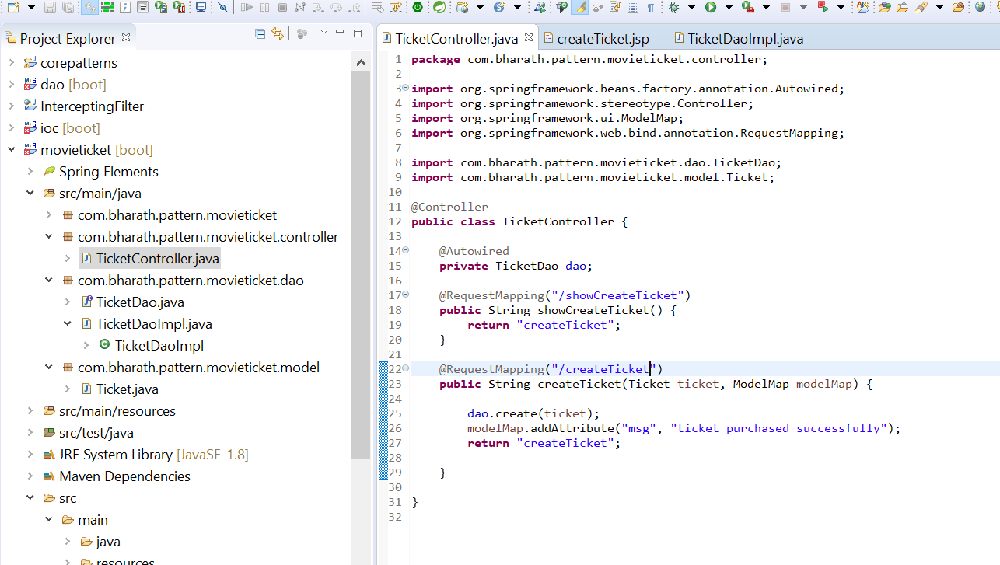 Project Explorer
corepatterns
dao [boot]
InterceptingFilter
ioc [boot]
movieticket [boot]
Spring Elements
src/main/java
com.bharath.pattern.movieticket
com.bharath.pattern.movieticket.controller
TicketController.java
com.bharath.pattern.movieticket.dao
TicketDao.java
TicketDaoImpl.java
TicketDaoImpl
com.bharath.pattern.movieticket.model
Ticket.java
src/main/resources
src/test/java
JRE System Library [JavaSE-1.8]
Maven Dependencies
src
main
java
resources
TicketController.java createTicket.jsp TicketDaoImpl.java
1 package com.bharath.pattern.movieticket.controller;
2
3 import org.springframework.beans.factory.annotation.Autowired;
4 import org.springframework.stereotype.Controller;
5 import org.springframework.ui.ModelMap;
6 import org.springframework.web.bind.annotation.RequestMapping;
7
8 import com.bharath.pattern.movieticket.dao.TicketDao;
9 import com.bharath.pattern.movieticket.model.Ticket;
10
11 @Controller
12 public class TicketController {
13
14 @Autowired
15 private TicketDao dao;
16
17 @RequestMapping("/showCreateTicket")
18 public String showCreateTicket() {
19 return "createTicket";
20 }
21
22 @RequestMapping("/createTicket")
23 public String createTicket(Ticket ticket, ModelMap modelMap) {
24
25 dao.create(ticket);
26 modelMap.addAttribute("msg", "ticket purchased successfully");
27 return "createTicket";
28
29 }
30
31 }
32